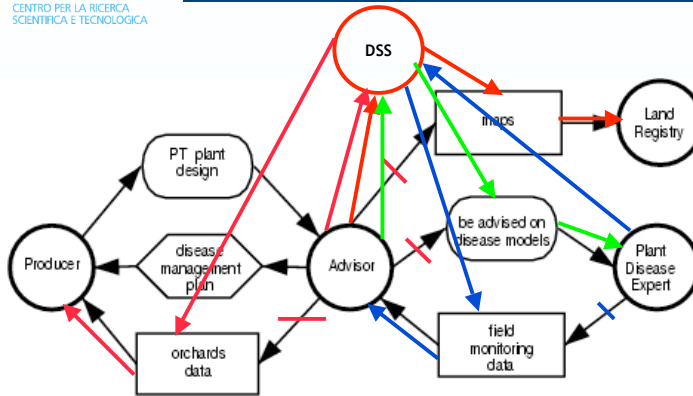 CENTRO PER LA RICERCA
SCIENTIFICA E TECNOLOGICA
DSS
maps
Land
Registry
PT plant
design
be advised on
disease models
Producer
disease
management
plan
Advisor
Plant
Disease
Expert
orchards
data
field
monitoring
data